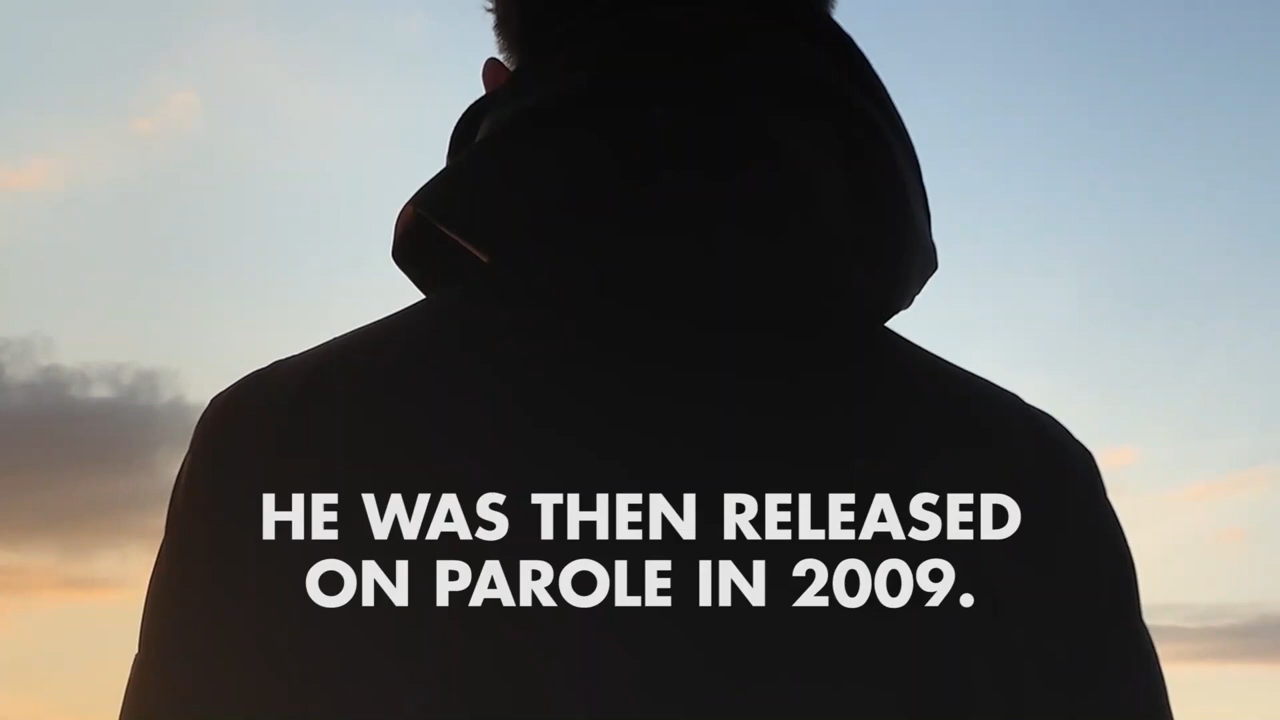 HE WAS THEN RELEASED
ON PAROLE IN 2009.